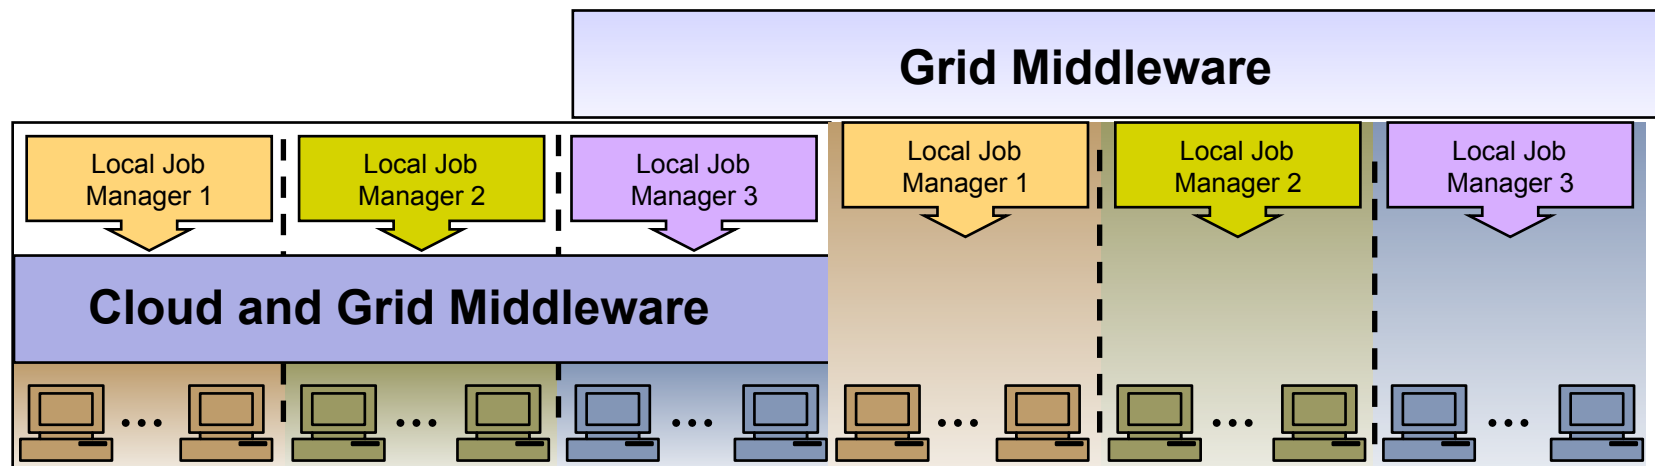 Grid Middleware
Local Job
Manager 1
Local Job
Manager 2
Local Job
Manager 3
Local Job
Manager 1
Local Job
Manager 2
Local Job
Manager 3
Cloud and Grid Middleware